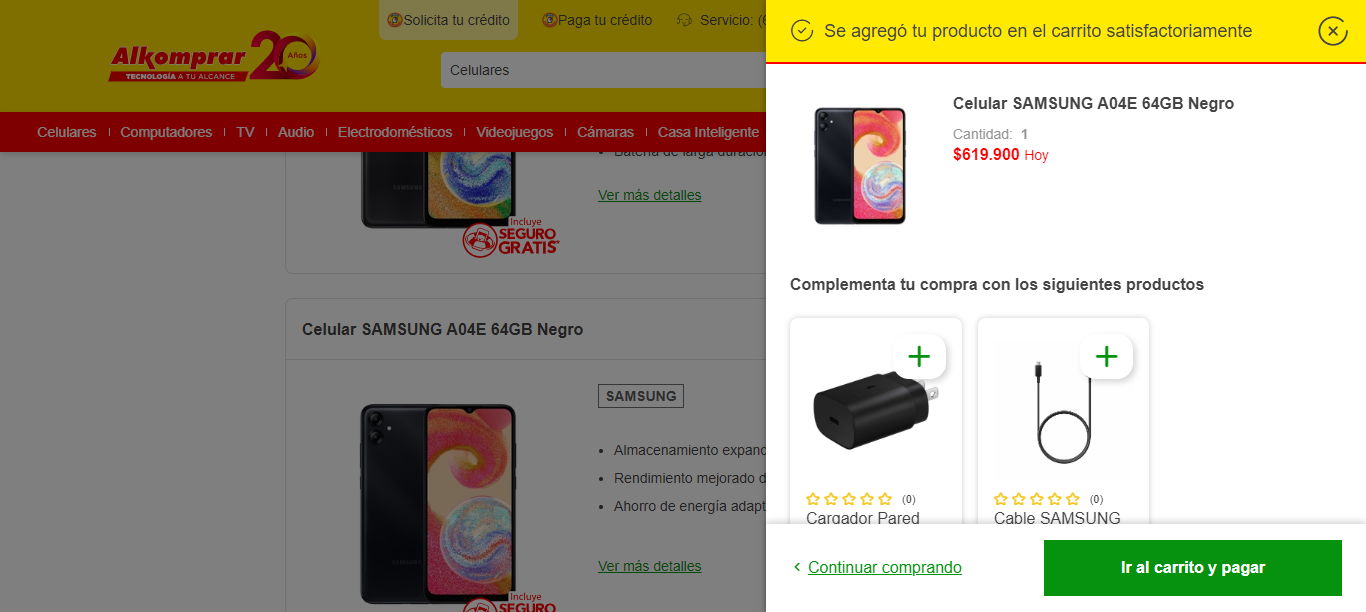 Solicita tu crédito
Paga tu crédito
Servicio: (6
Alkomprar 20 Años
TECNOLOGÍA A TU ALCANCE
Celulares
Celulares
Computadores
TV
Audio
Electrodomésticos
Videojuegos
Cámaras
Casa Inteligente
Batería de larga duración
Ver más detalles
SAMSUNG
Incluye
SEGURO
GRATIS*
Celular SAMSUNG A04E 64GB Negro
SAMSUNG
• Almacenamiento expand
• Rendimiento mejorado d
• Ahorro de energía adapt
Ver más detalles
Incluye
SEGURO
Se agregó tu producto en el carrito satisfactoriamente
Celular SAMSUNG A04E 64GB Negro
Cantidad: 1
$619.900 Hoy
Complementa tu compra con los siguientes productos
(0)
Cargador Pared
(0)
Cable SAMSUNG
Continuar comprando
Ir al carrito y pagar